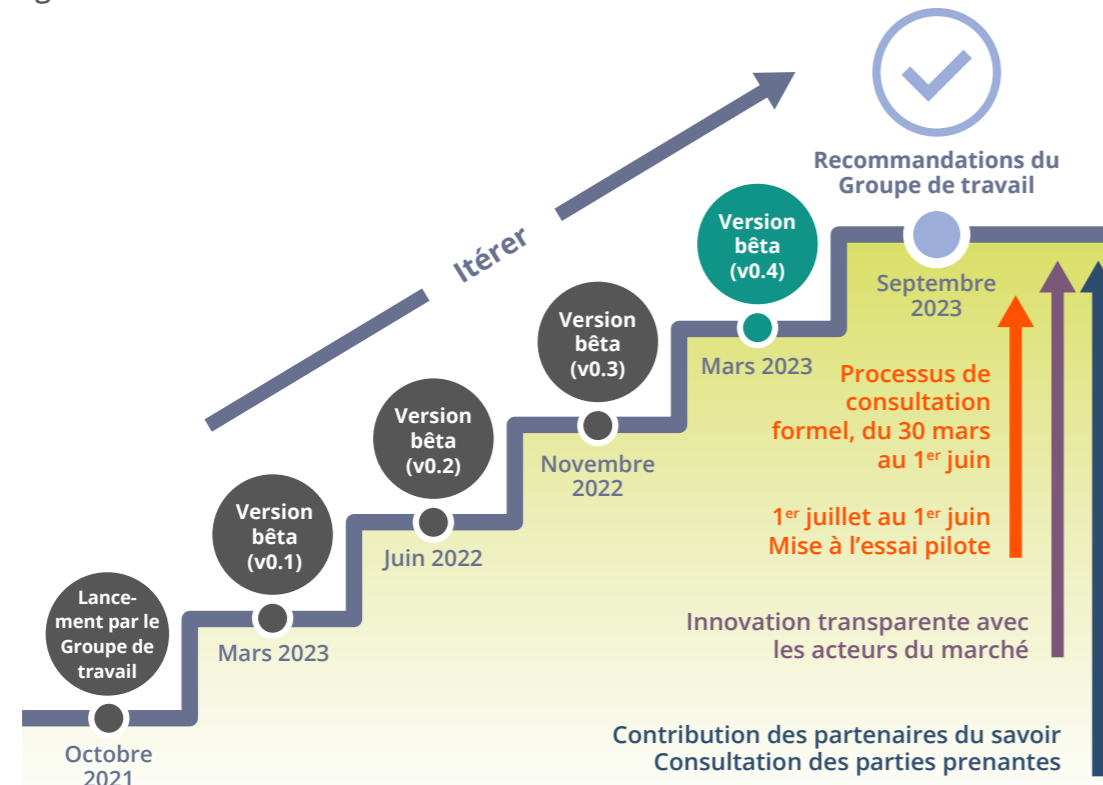 Recommandations du
Groupe de travail
Itérer
Version
bêta
(v0.4)
Septembre
2023
Version
bêta
(v0.3)
Mars 2023
Processus de
consultation
formel, du 30 mars
au 1er juin
Version
bêta
(v0.2)
Novembre
2022
1er juillet au 1er juin
Mise à l’essai pilote
Version
bêta
(v0.1)
Juin 2022
Lance-
ment par le
Groupe de
travail
Mars 2023
Innovation transparente avec
les acteurs du marché
Octobre
2021
Contribution des partenaires du savoir
Consultation des parties prenantes